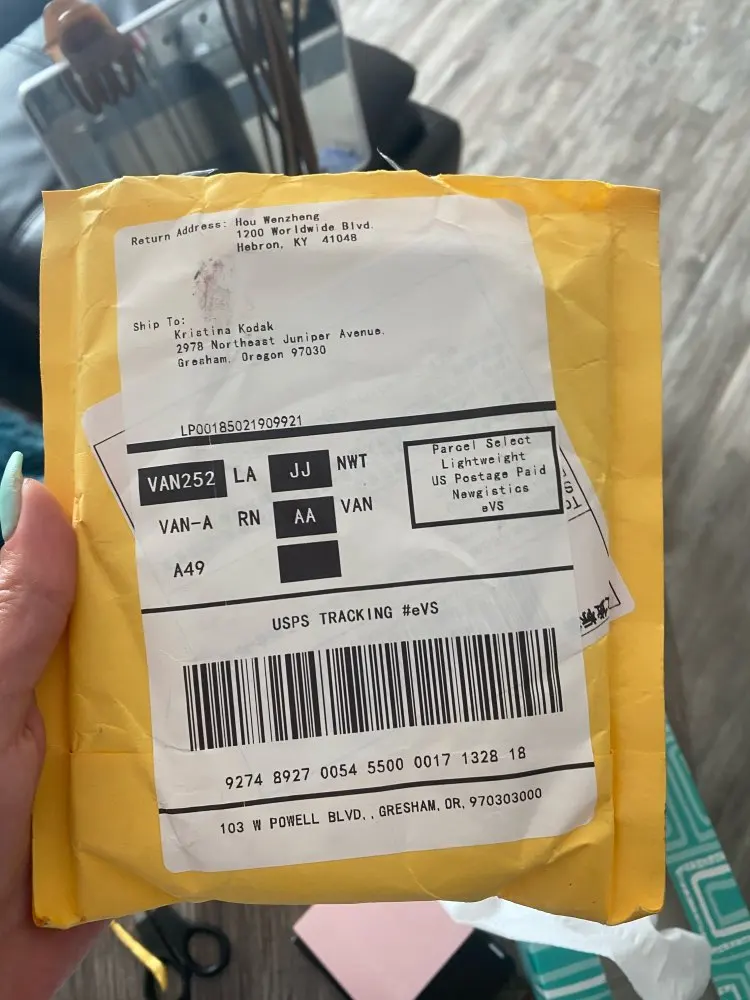 Return Address: Hou Wenzheng
1200 Worldwide Blvd.
Hebron, KY 41048
Ship To:
Kristina Kodak
2978 Northeast Juniper Avenue.
Gresham, Oregon 97030
LP00185021909921
VAN252 LA JJ NWT
VAN-A RN AA VAN
A49
Parcel Select
Lightweight
US Postage Paid
Newgistics
eVS
USPS TRACKING #eVS
9274 8927 0054 5500 0017 1328 18
103 W POWELL BLVD,, GRESHAM, OR, 970303000